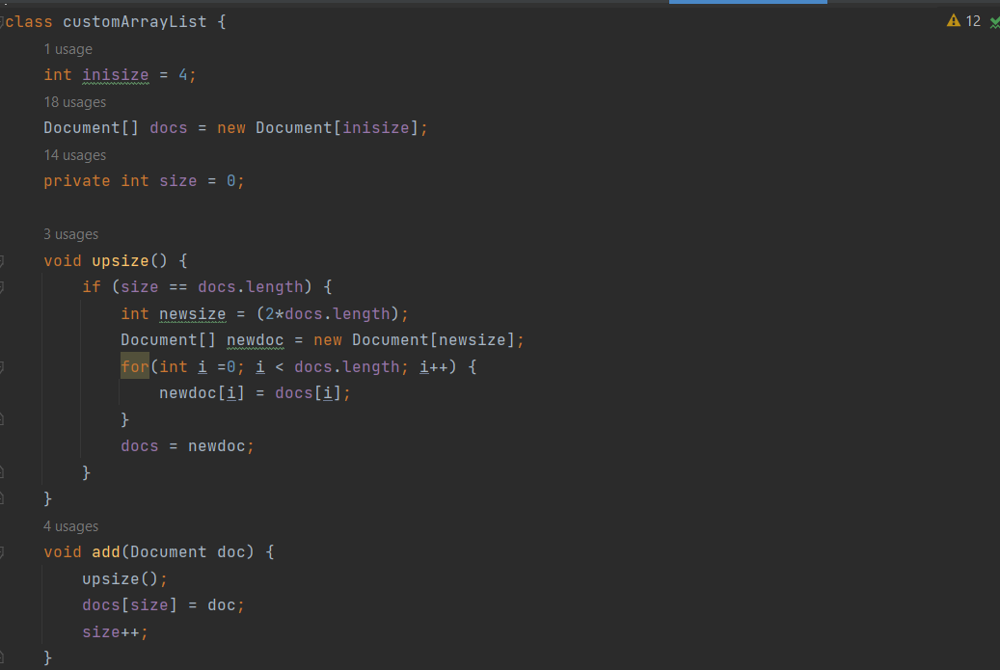 class customArrayList {
12
1 usage
int inisize = 4;
18 usages
Document[] docs = new Document[inisize];
14 usages
private int size = 0;
3 usages
void upsize() {
if (size == docs.length) {
int newsize = (2*docs.length);
Document[] newdoc = new Document[newsize];
for(int i =0; i < docs.length; i++) {
newdoc[i] = docs[i];
}
docs = newdoc;
}
}
4 usages
void add(Document doc) {
upsize();
docs[size] = doc;
size++;
}